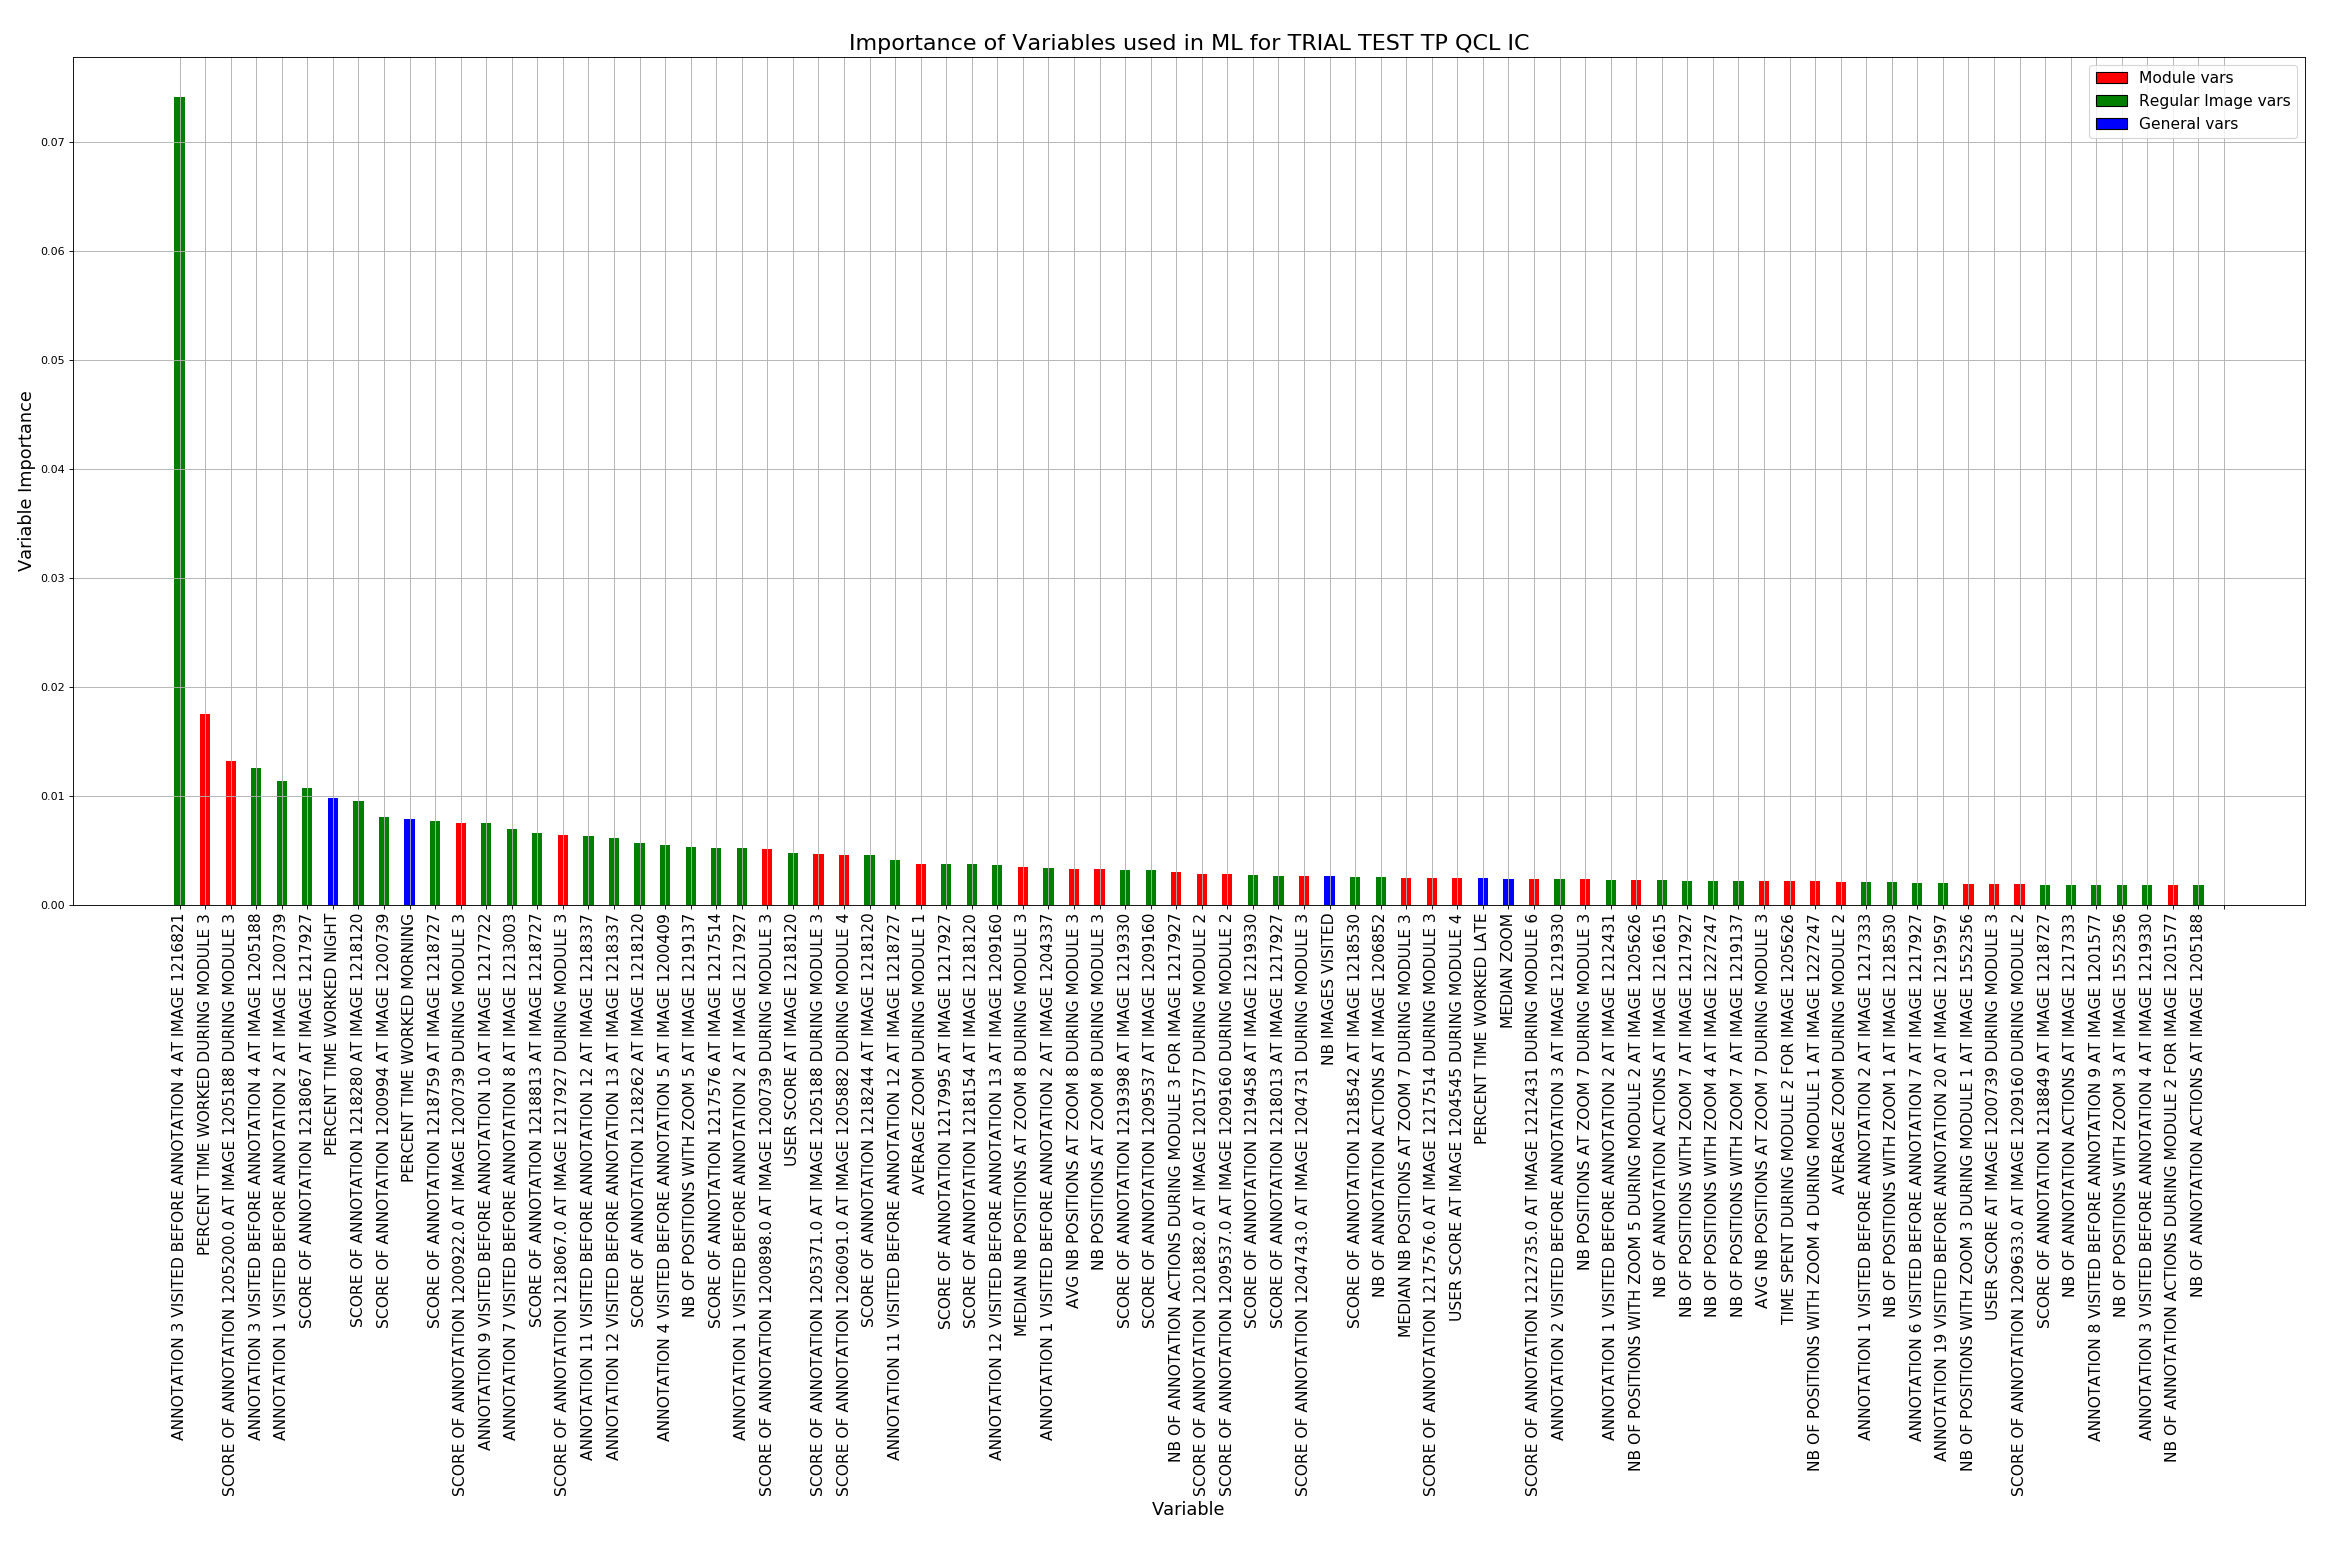 Importance of Variables used in ML for TRIAL TEST TP QCL IC
Module vars
Regular Image vars
General vars
Variable Importance
0.07
0.06
0.05
0.04
0.03
0.02
0.01
0.00
ANNOTATION 3 VISITED BEFORE ANNOTATION 4 AT IMAGE 1216821
PERCENT TIME WORKED DURING MODULE 3
SCORE OF ANNOTATION 1205200.0 AT IMAGE 1205188 DURING MODULE 3
ANNOTATION 3 VISITED BEFORE ANNOTATION 4 AT IMAGE 1205188
ANNOTATION 1 VISITED BEFORE ANNOTATION 2 AT IMAGE 1200739
SCORE OF ANNOTATION 1218067 AT IMAGE 1217927
PERCENT TIME WORKED NIGHT
SCORE OF ANNOTATION 1218280 AT IMAGE 1218120
SCORE OF ANNOTATION 1200994 AT IMAGE 1200739
PERCENT TIME WORKED MORNING
SCORE OF ANNOTATION 1218759 AT IMAGE 1218727
SCORE OF ANNOTATION 1200922.0 AT IMAGE 1200739 DURING MODULE 3
ANNOTATION 9 VISITED BEFORE ANNOTATION 10 AT IMAGE 1217722
ANNOTATION 7 VISITED BEFORE ANNOTATION 8 AT IMAGE 1213003
SCORE OF ANNOTATION 1218813 AT IMAGE 1218727
SCORE OF ANNOTATION 1218067.0 AT IMAGE 1217927 DURING MODULE 3
ANNOTATION 11 VISITED BEFORE ANNOTATION 12 AT IMAGE 1218337
ANNOTATION 12 VISITED BEFORE ANNOTATION 13 AT IMAGE 1218337
SCORE OF ANNOTATION 1218262 AT IMAGE 1218120
ANNOTATION 4 VISITED BEFORE ANNOTATION 5 AT IMAGE 1200409
NB OF POSITIONS WITH ZOOM 5 AT IMAGE 1219137
SCORE OF ANNOTATION 1217576 AT IMAGE 1217514
ANNOTATION 1 VISITED BEFORE ANNOTATION 2 AT IMAGE 1217927
SCORE OF ANNOTATION 1200898.0 AT IMAGE 1200739 DURING MODULE 3
USER SCORE AT IMAGE 1218120
SCORE OF ANNOTATION 1205371.0 AT IMAGE 1205188 DURING MODULE 3
SCORE OF ANNOTATION 1206091.0 AT IMAGE 1205882 DURING MODULE 4
SCORE OF ANNOTATION 1218244 AT IMAGE 1218120
ANNOTATION 11 VISITED BEFORE ANNOTATION 12 AT IMAGE 1218727
AVERAGE ZOOM DURING MODULE 1
SCORE OF ANNOTATION 1217995 AT IMAGE 1217927
SCORE OF ANNOTATION 1218154 AT IMAGE 1218120
ANNOTATION 12 VISITED BEFORE ANNOTATION 13 AT IMAGE 1209160
MEDIAN NB POSITIONS AT ZOOM 8 DURING MODULE 3
ANNOTATION 1 VISITED BEFORE ANNOTATION 2 AT IMAGE 1204337
AVG NB POSITIONS AT ZOOM 8 DURING MODULE 3
NB POSITIONS AT ZOOM 8 DURING MODULE 3
SCORE OF ANNOTATION 1219398 AT IMAGE 1219330
SCORE OF ANNOTATION 1209537 AT IMAGE 1209160
NB OF ANNOTATION ACTIONS DURING MODULE 3 FOR IMAGE 1217927
SCORE OF ANNOTATION 1201882.0 AT IMAGE 1201577 DURING MODULE 2
SCORE OF ANNOTATION 1209537.0 AT IMAGE 1209160 DURING MODULE 2
SCORE OF ANNOTATION 1219458 AT IMAGE 1219330
SCORE OF ANNOTATION 1218013 AT IMAGE 1217927
SCORE OF ANNOTATION 1204743.0 AT IMAGE 1204731 DURING MODULE 3
NB IMAGES VISITED
SCORE OF ANNOTATION 1218542 AT IMAGE 1218530
NB OF ANNOTATION ACTIONS AT IMAGE 1206852
MEDIAN NB POSITIONS AT ZOOM 7 DURING MODULE 3
SCORE OF ANNOTATION 1217576.0 AT IMAGE 1217514 DURING MODULE 3
USER SCORE AT IMAGE 1204545 DURING MODULE 4
PERCENT TIME WORKED LATE
MEDIAN ZOOM
SCORE OF ANNOTATION 1212735.0 AT IMAGE 1212431 DURING MODULE 6
ANNOTATION 2 VISITED BEFORE ANNOTATION 3 AT IMAGE 1219330
NB POSITIONS AT ZOOM 7 DURING MODULE 3
ANNOTATION 1 VISITED BEFORE ANNOTATION 2 AT IMAGE 1212431
NB OF POSITIONS WITH ZOOM 5 DURING MODULE 2 AT IMAGE 1205626
NB OF ANNOTATION ACTIONS AT IMAGE 1216615
NB OF POSITIONS WITH ZOOM 7 AT IMAGE 1217927
NB OF POSITIONS WITH ZOOM 4 AT IMAGE 1227247
NB OF POSITIONS WITH ZOOM 7 AT IMAGE 1219137
AVG NB POSITIONS AT ZOOM 7 DURING MODULE 3
TIME SPENT DURING MODULE 2 FOR IMAGE 1205626
NB OF POSITIONS WITH ZOOM 4 DURING MODULE 1 AT IMAGE 1227247
AVERAGE ZOOM DURING MODULE 2
ANNOTATION 1 VISITED BEFORE ANNOTATION 2 AT IMAGE 1217333
NB OF POSITIONS WITH ZOOM 1 AT IMAGE 1218530
ANNOTATION 6 VISITED BEFORE ANNOTATION 7 AT IMAGE 1217927
ANNOTATION 19 VISITED BEFORE ANNOTATION 20 AT IMAGE 1219597
NB OF POSITIONS WITH ZOOM 3 DURING MODULE 1 AT IMAGE 1552356
USER SCORE AT IMAGE 1200739 DURING MODULE 3
SCORE OF ANNOTATION 1209633.0 AT IMAGE 1209160 DURING MODULE 2
SCORE OF ANNOTATION 1218849 AT IMAGE 1218727
NB OF ANNOTATION ACTIONS AT IMAGE 1217333
ANNOTATION 8 VISITED BEFORE ANNOTATION 9 AT IMAGE 1201577
NB OF POSITIONS WITH ZOOM 3 AT IMAGE 1552356
ANNOTATION 3 VISITED BEFORE ANNOTATION 4 AT IMAGE 1219330
NB OF ANNOTATION ACTIONS DURING MODULE 2 FOR IMAGE 1201577
NB OF ANNOTATION ACTIONS AT IMAGE 1205188
Variable